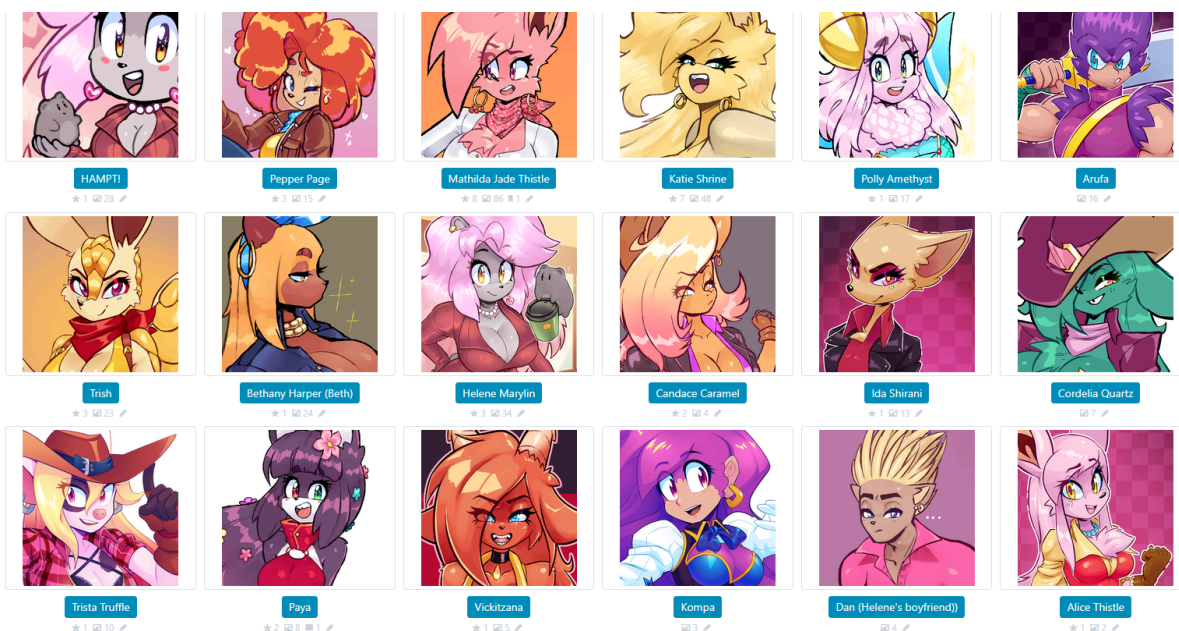 HAMPT!
Pepper Page
Mathilda Jade Thistle
Katie Shrine
Polly Amethyst
Arufa
1 28
3 15
8 86 1
7 48
1 17
16
Trish
Bethany Harper (Beth)
Helene Marylin
Candace Caramel
Ida Shirani
Cordelia Quartz
3 23
1 24
3 34
2 4
1 13
7
Trista Truffle
Paya
Vickitzana
Kompa
Dan (Helene's boyfriend))
Alice Thistle
1 10
2 8 1
1 5
3
4
1 2